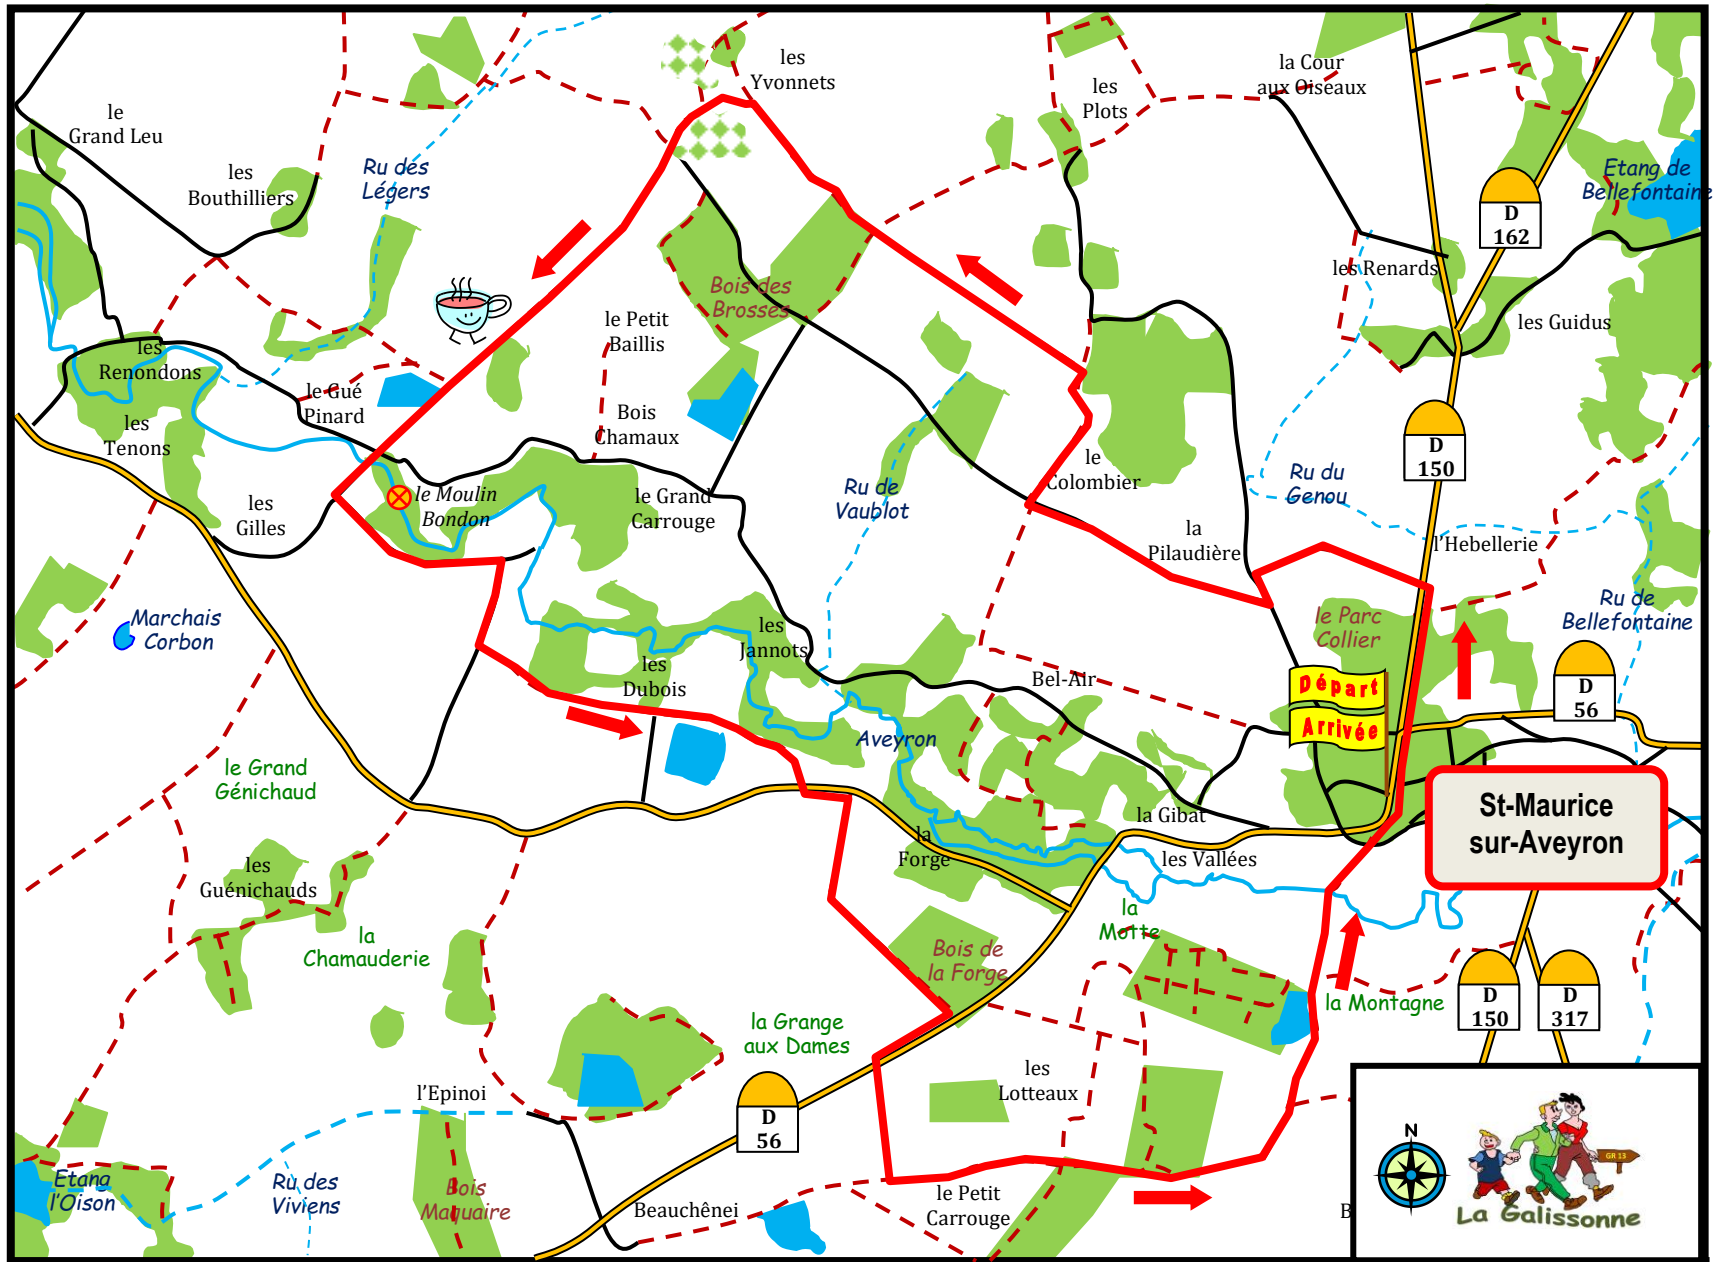 les
Yvonnets
la Cour
aux Oiseaux
les
Plots
le
Grand Leu
les
Bouthilliers
Ru des
Légers
Etang de
Bellefontaine
D
162
les Renards
les Guidus
Bois des
Brosses
le Petit
Baillis
les
Renondons
le Gué
Pinard
les
Tenons
Bois
Chamaux
D
150
le
Colombier
Ru du
Genou
le Moulin
Bondon
les
Gilles
le Grand
Carrouge
Ru de
Vaublot
la
Pilaudière
l'Hebellerie
Marchais
Corbon
le Parc
Collier
Ru de
Bellefontaine
les
Jannots
les
Dubois
Bel-Air
Départ
Arrivée
D
56
Aveyron
le Grand
Génichaud
la Gibat
St-Maurice
sur-Aveyron
la
Forge
les Vallées
les
Guénichauds
la
Chamauderie
la
Motte
Bois de
la Forge
la Montagne
D
150
D
317
la Grange
aux Dames
les
Lotteaux
l'Epinoi
D
56
N
GR 13
La Galissonne
Etang
l'Oison
Ru des
Viviens
Bois
Maquaire
Beauchênei
le Petit
Carrouge
B